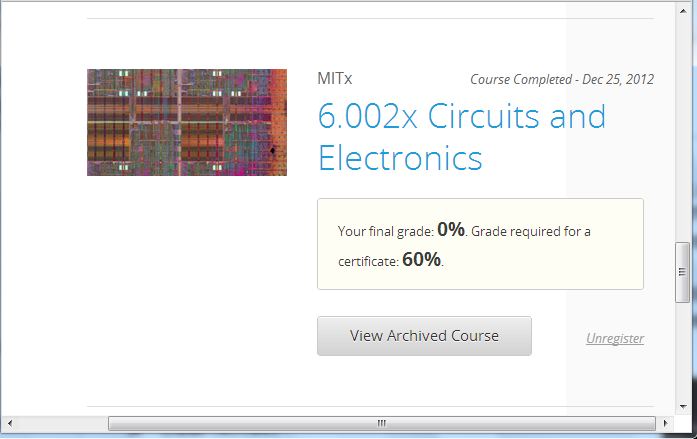 MITx
Course Completed - Dec 25, 2012
6.002x Circuits and
Electronics
Your final grade: 0%. Grade required for a
certificate: 60%.
View Archived Course
Unregister